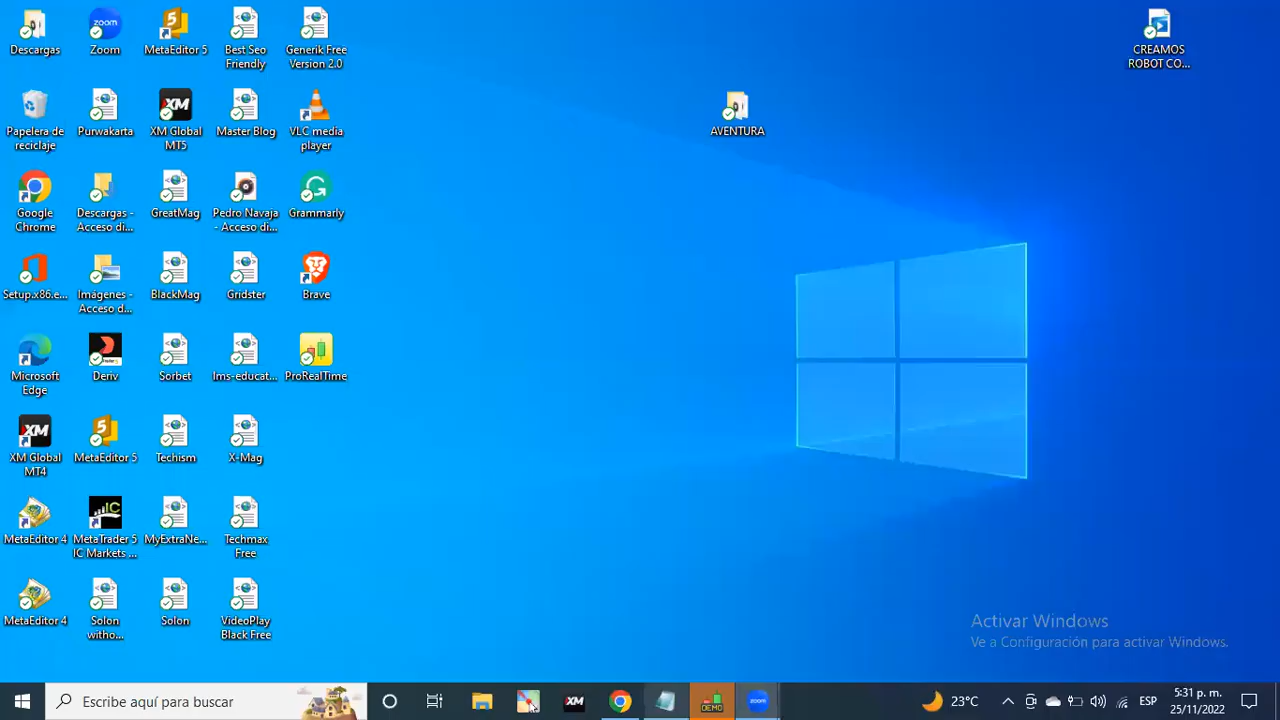 Descargas
Zoom
MetaEditor 5
Best Seo
Friendly
Generik Free
Version 2.0
CREAMOS
ROBOT CO...
Papelera de
reciclaje
Purwakarta
XM Global
MT5
Master Blog
VLC media
player
AVENTURA
Google
Chrome
Descargas -
Acceso di...
GreatMag
Pedro Navaja
- Acceso di...
Grammarly
Setup.x86.e...
Imagenes -
Acceso d...
BlackMag
Gridster
Brave
Microsoft
Edge
Deriv
Sorbet
lms-educat...
ProRealTime
XM Global
MT4
MetaEditor 5
Techism
X-Mag
MetaEditor 4
MetaTrader 5
IC Markets ...
MyExtraNe...
Techmax
Free
MetaEditor 4
Solon
witho...
Solon
VideoPlay
Black Free
Activar Windows
Ve a Configuración para activar Windows.
Escribe aquí para buscar
XM
DEMO
zoom
23°C
ESP
5:31 p. m.
25/11/2022